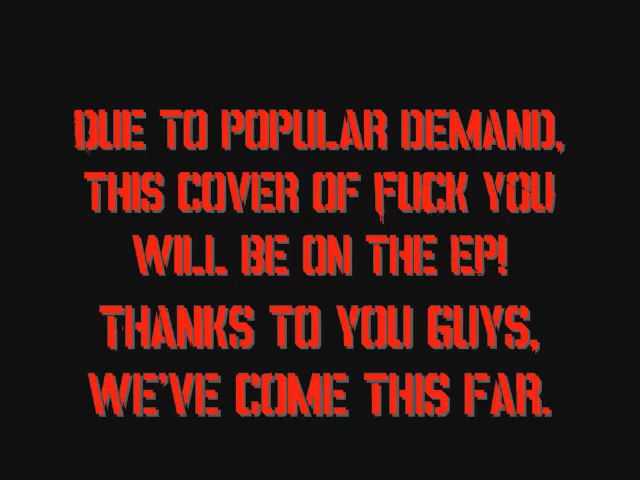 DUE TO POPULAR DEMAND,
THIS COVER OF FUCK YOU
WILL BE ON THE EP!
THANKS TO YOU GUYS,
WE'VE COME THIS FAR.